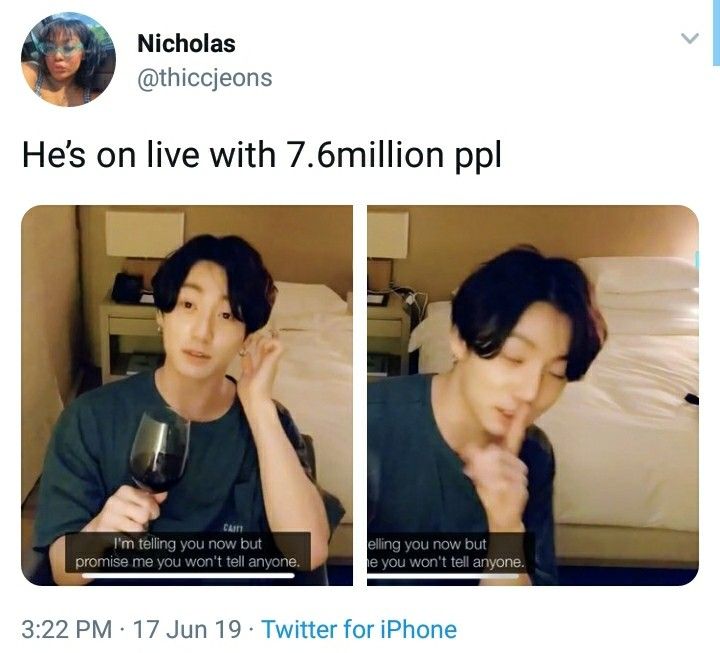 Nicholas
@thiccjeons
He's on live with 7.6million ppl
I'm telling you now but
promise me you won't tell anyone.
elling you now but
e you won't tell anyone.
3:22 PM · 17 Jun 19 · Twitter for iPhone